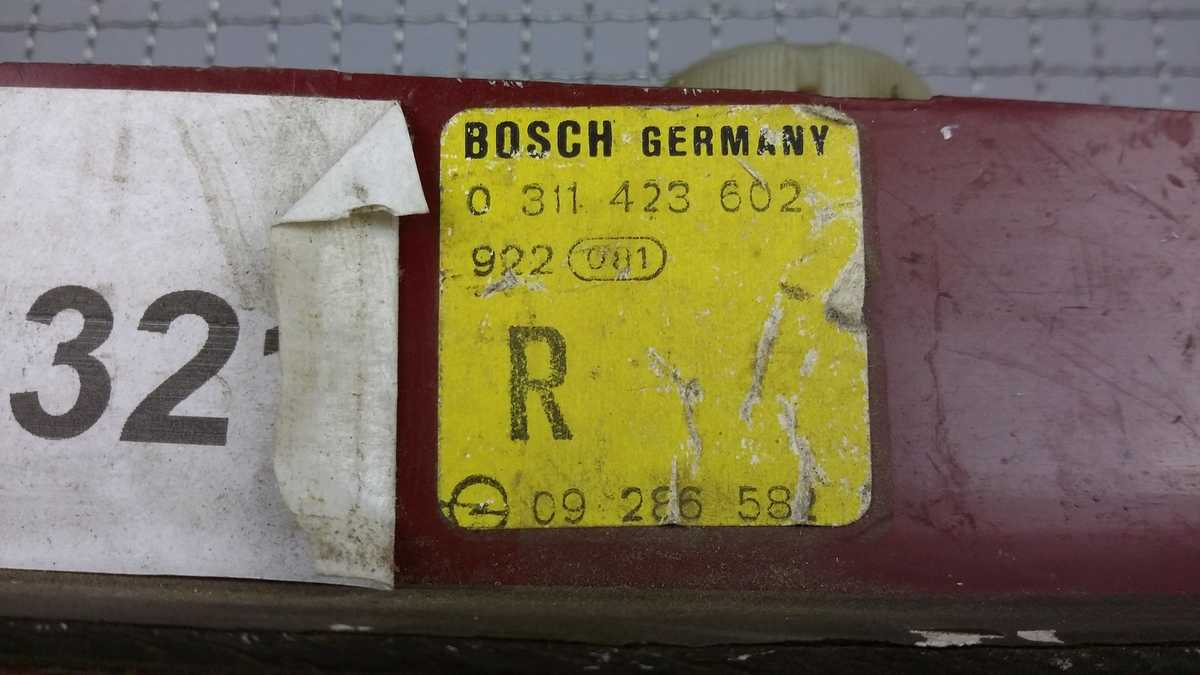 BOSCH GERMANY
0 311 423 602
922 081
R
09 286 582
32